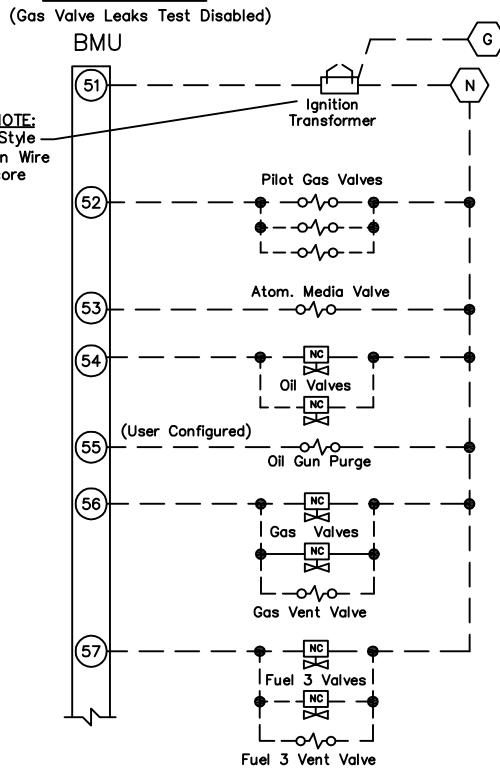 (Gas Valve Leaks Test Disabled)
BMU
G
51
N
Ignition
Transformer
Style
Wire
Pilot Gas Valves
52
Atom. Media Valve
53
NC
54
Oil Valves
NC
(User Configured)
55
Oil Gun Purge
56
NC
Gas Valves
NC
Gas Vent Valve
57
NC
Fuel 3 Valves
NC
Fuel 3 Vent Valve